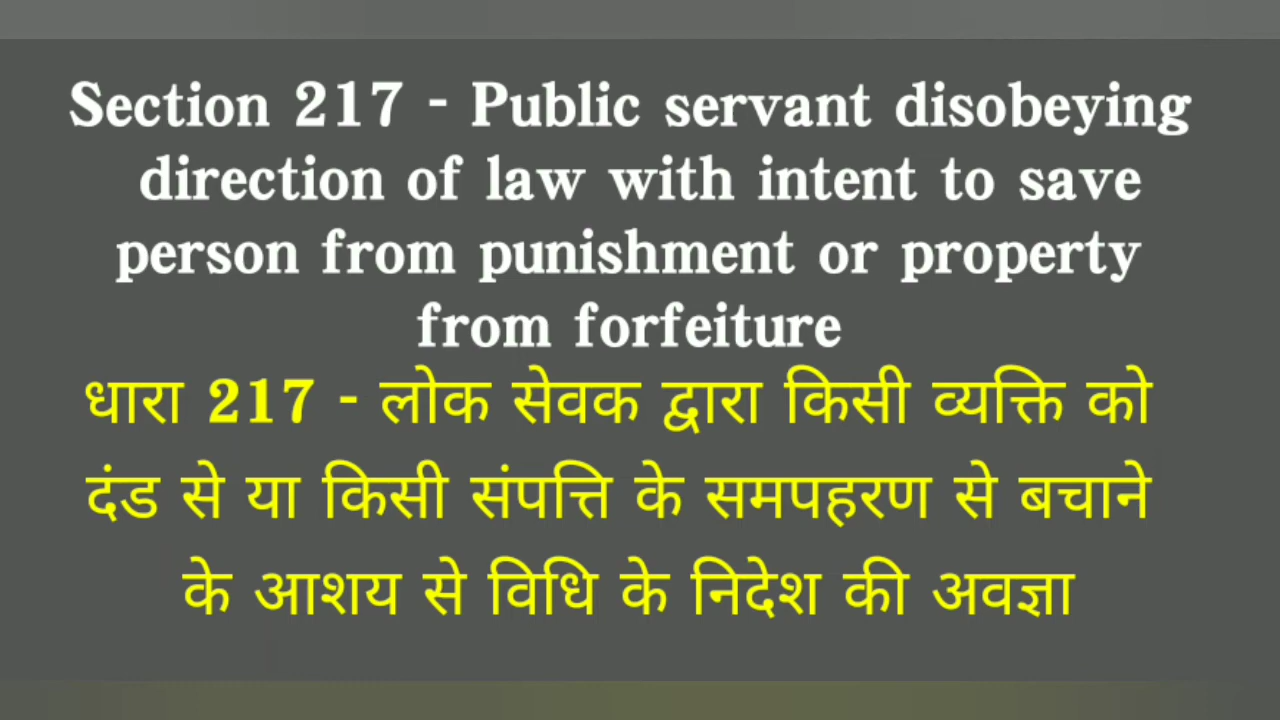 Section 217 - Public servant disobeying
direction of law with intent to save
person from punishment or property
from forfeiture
धारा 217 - लोक सेवक द्वारा किसी व्यक्ति को
दंड से या किसी संपत्ति के समपहरण से बचाने
के आशय से विधि के निदेश की अवज्ञा